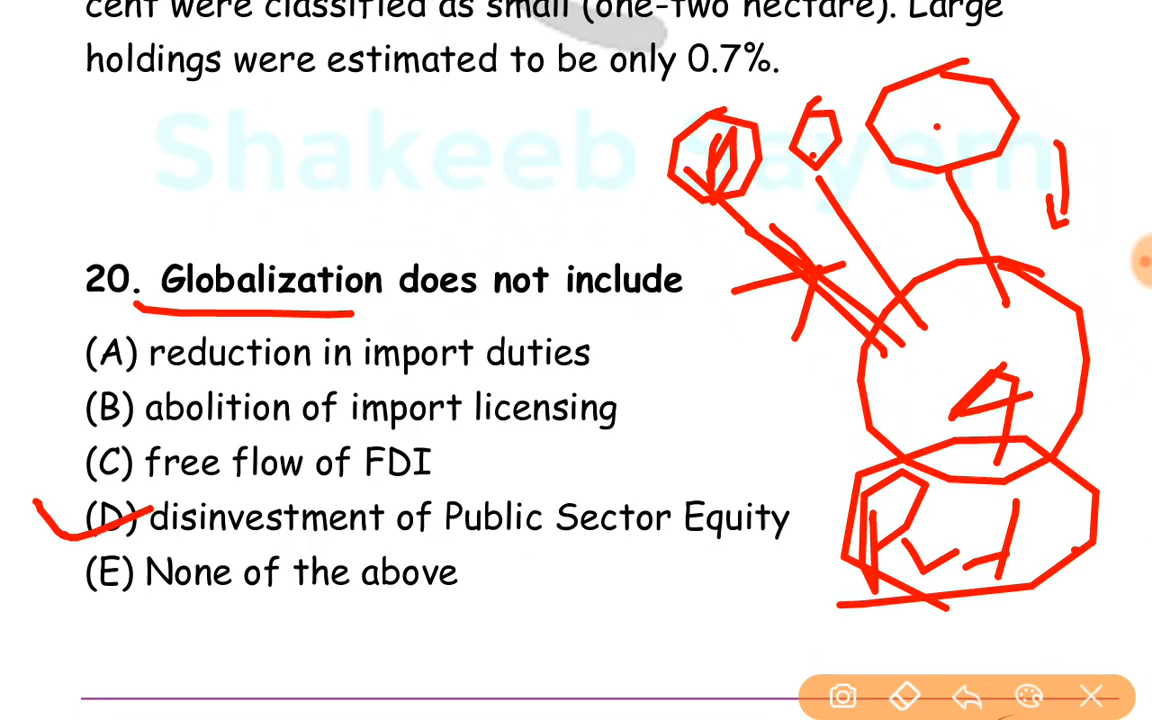 cent were classified as small (one-two hectare). Large
holdings were estimated to be only 0.7%.
Shakeeb Qayem
20. Globalization does not include
(A) reduction in import duties
(B) abolition of import licensing
(C) free flow of FDI
(D) disinvestment of Public Sector Equity
(E) None of the above